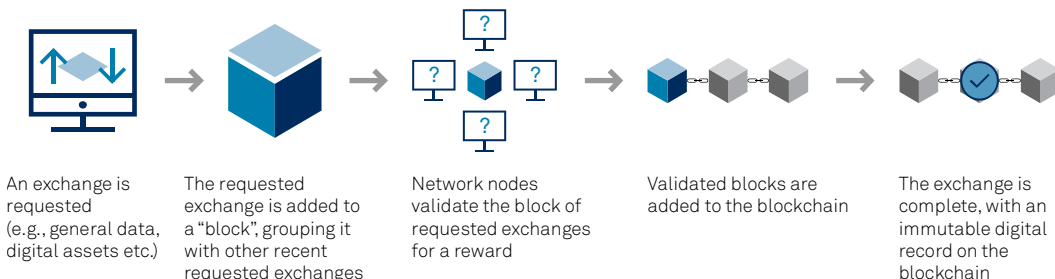 ?
? ?
?
An exchange is
requested
(e.g., general data,
digital assets etc.)
The requested
exchange is added to
a “block”, grouping it
with other recent
requested exchanges
Network nodes
validate the block of
requested exchanges
for a reward
Validated blocks are
added to the blockchain
The exchange is
complete, with an
immutable digital
record on the
blockchain